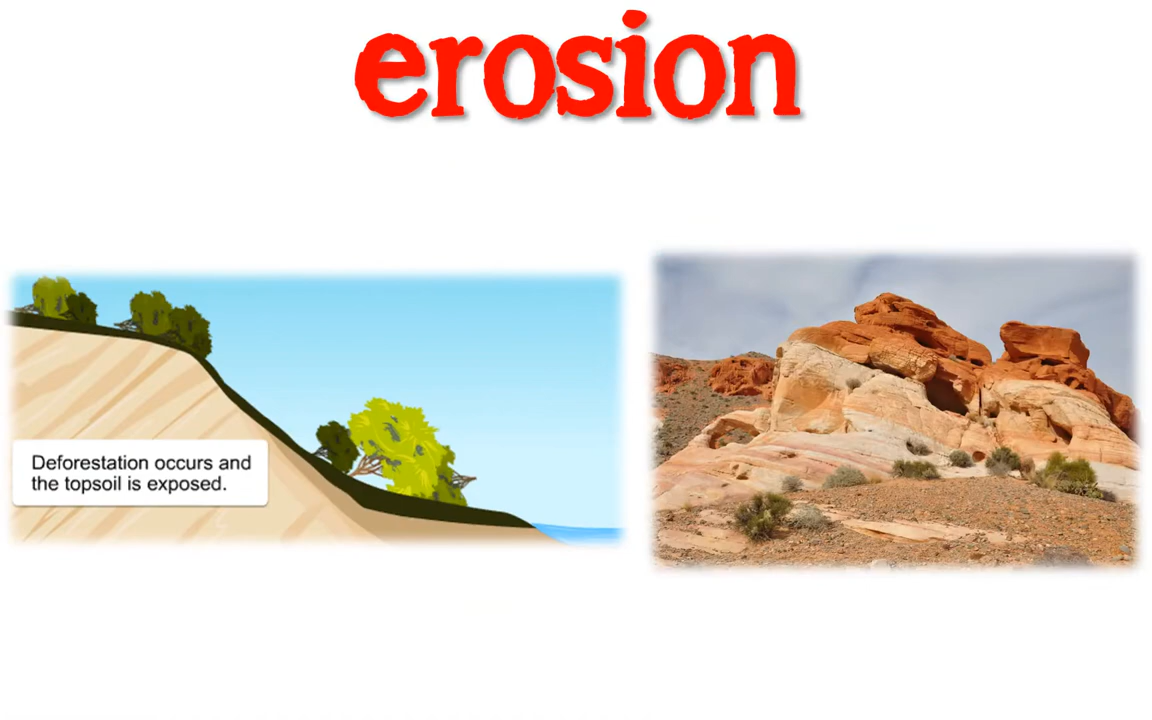 erosion
Deforestation occurs and
the topsoil is exposed.